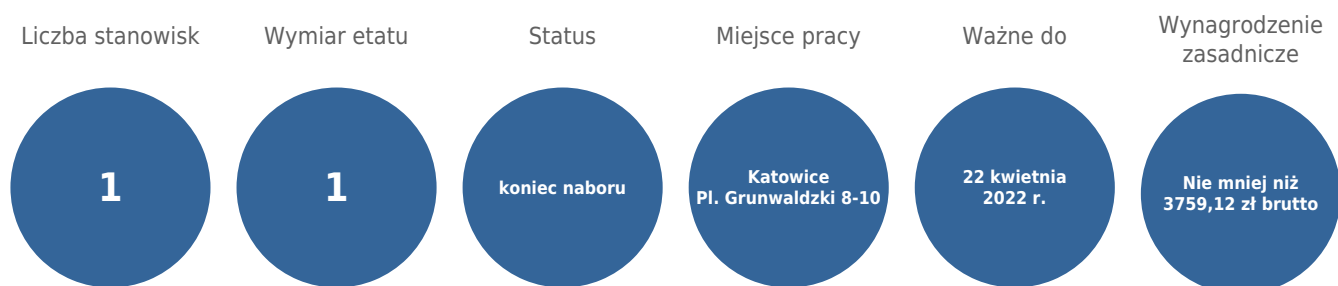 Liczba stanowisk
1
Wymiar etatu
1
Status
koniec naboru
Miejsce pracy
Katowice
Pl. Grunwaldzki 8-10
Ważne do
22 kwietnia
2022 r.
Wynagrodzenie
zasadnicze
Nie mniej niż
3759,12 zł brutto